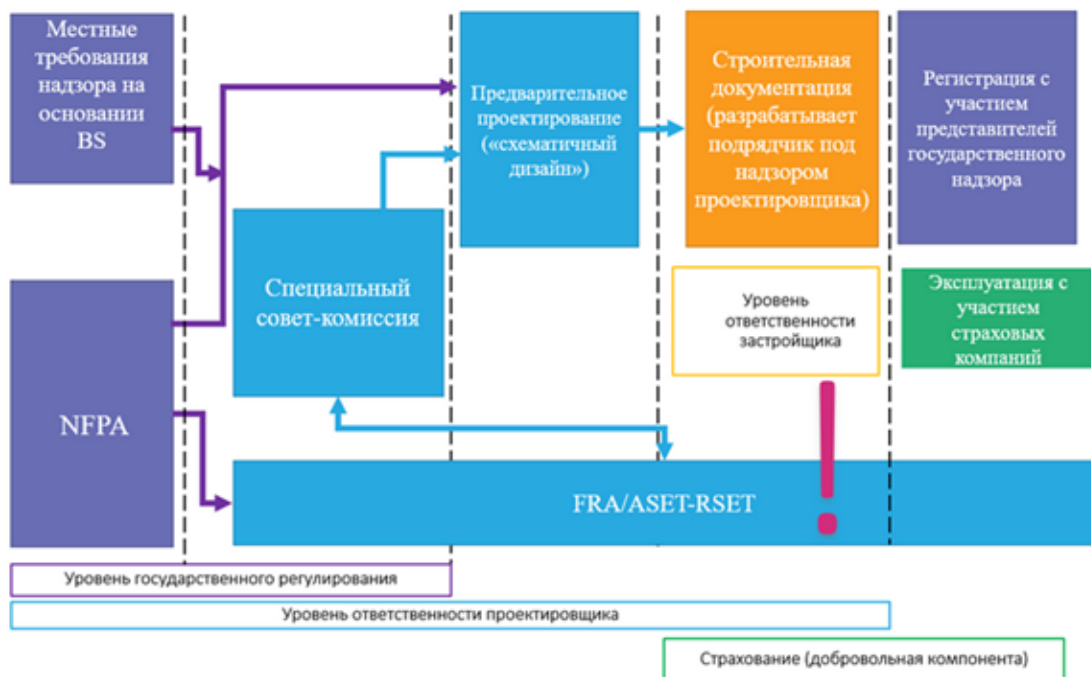 Местные
требования
надзора на
основании
BS
Предварительное
проектирование
(«схематичный
дизайн»)
Строительная
документация
(разрабатывает
подрядчик под
надзором
проектировщика)
Регистрация с
участием
представителей
государственного
надзора
Специальный
совет-комиссия
Уровень
ответственности
застройщика
Эксплуатация с
участием
страховых
компаний
NFPA
FRA/ASET-RSET
Уровень государственного регулирования
Уровень ответственности проектировщика
Страхование (добровольная компонента)